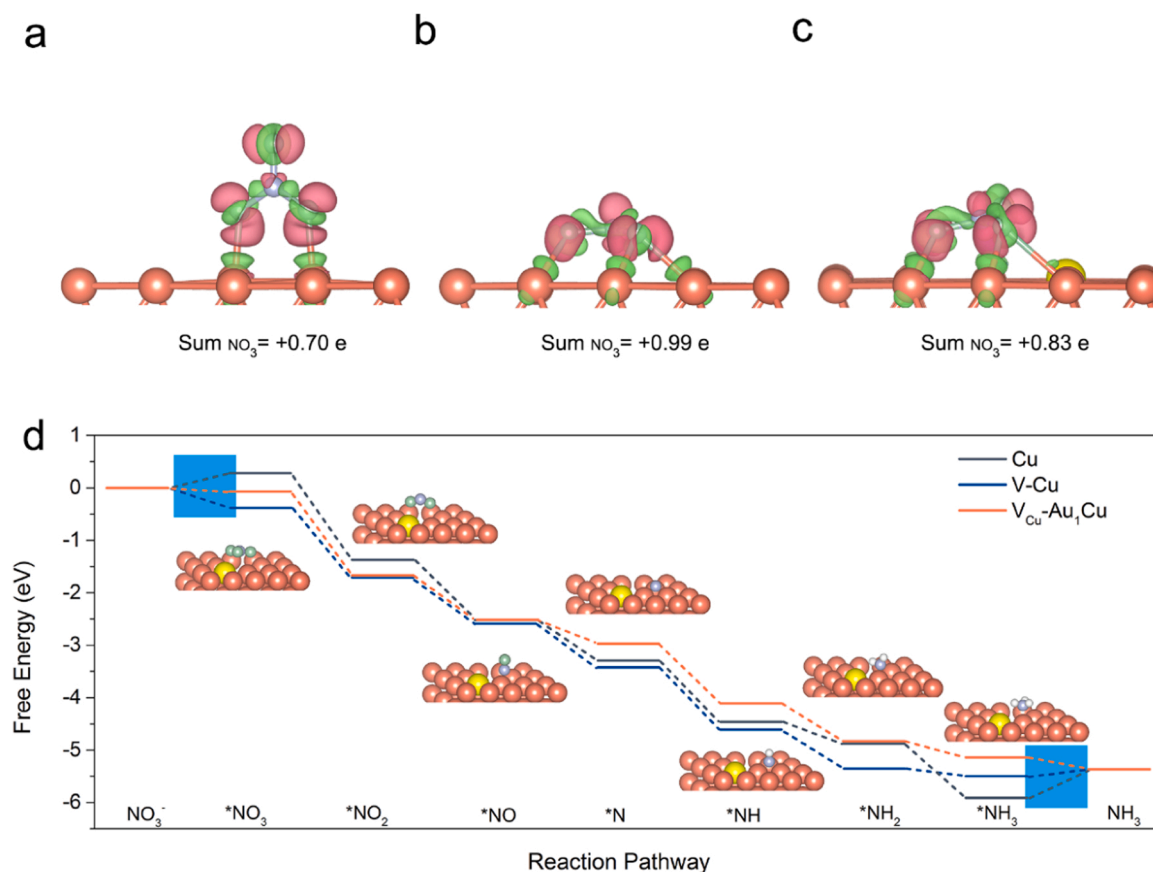 a
b
c
Sum NO₃= +0.70 e
Sum NO₃= +0.99 e
Sum NO₃= +0.83 e
d
1
0
-1
-2
-3
-4
-5
-6
Free Energy (eV)
Cu
V-Cu
V_Cu-Au₁Cu
NO₃⁻
*NO₃
*NO₂
*NO
*N
*NH
*NH₂
*NH₃
NH₃
Reaction Pathway